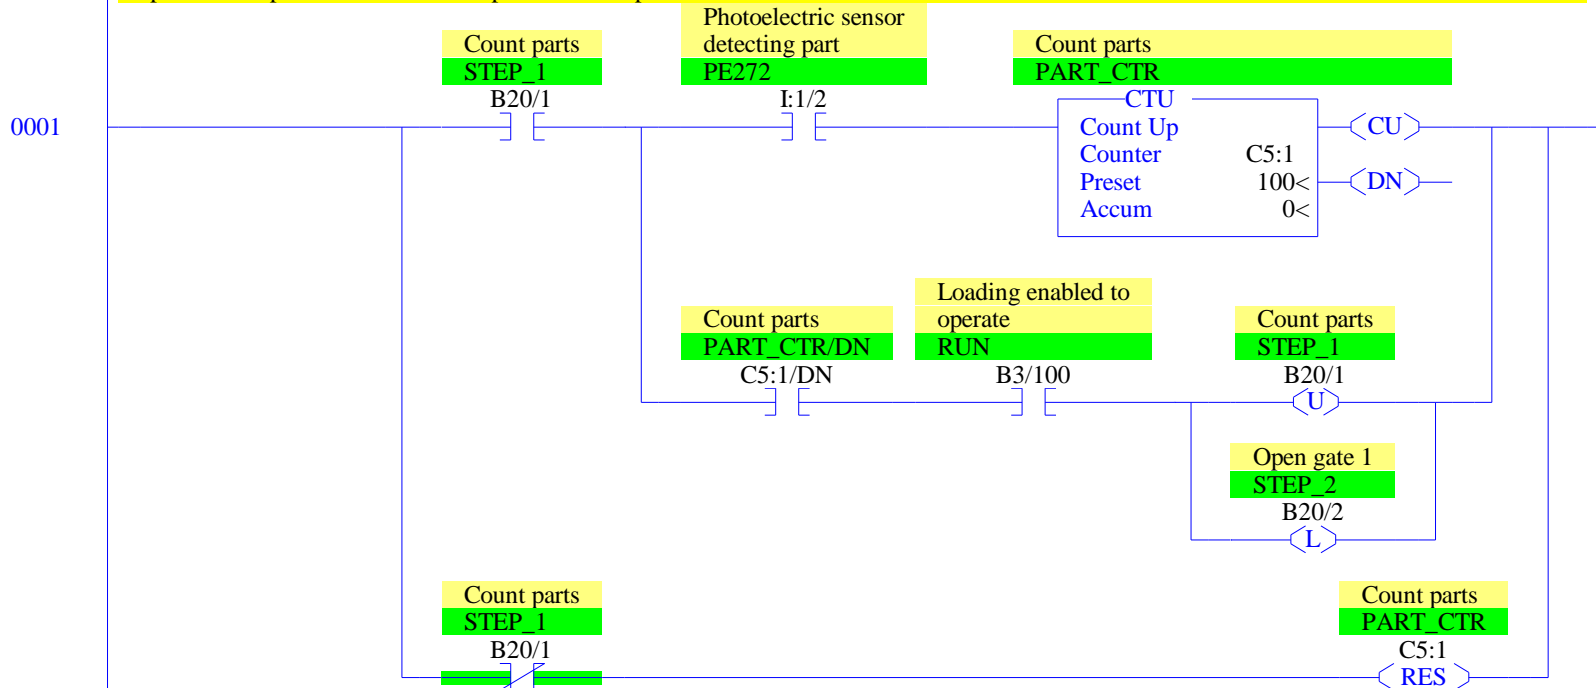 Photoelectric sensor
Count parts detecting part Count parts
STEP_1 PE272 PART_CTR
B20/1 I:1/2 CTU
0001 Count Up CU
Counter C5:1
Preset 100< DN
Accum 0<
Loading enabled to
Count parts operate Count parts
PART_CTR/DN RUN STEP_1
C5:1/DN B3/100 B20/1
U
Open gate 1
STEP_2
B20/2
L
Count parts Count parts
STEP_1 PART_CTR
B20/1 C5:1
RES